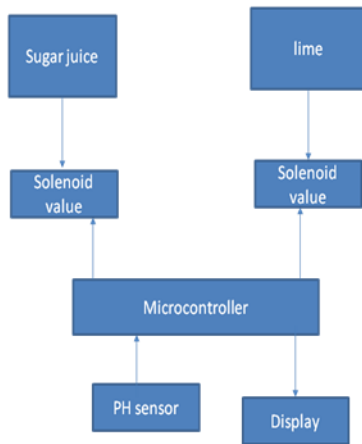 Sugar juice
lime
Solenoid
value
Solenoid
value
Microcontroller
PH sensor
Display